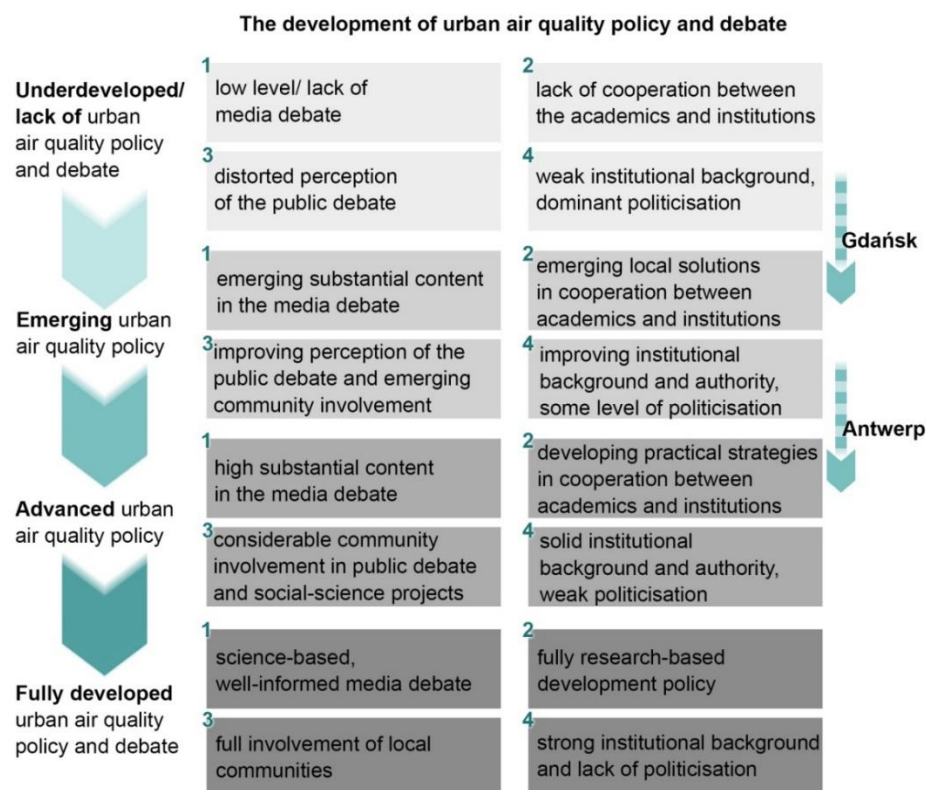 The development of urban air quality policy and debate
Underdeveloped/
lack of urban
air quality policy
and debate
1
low level/ lack of
media debate
2
lack of cooperation between
the academics and institutions
3
distorted perception
of the public debate
4
weak institutional background,
dominant politicisation
Gdańsk
Emerging urban
air quality policy
1
emerging substantial content
in the media debate
2
emerging local solutions
in cooperation between
academics and institutions
3
improving perception of the
public debate and emerging
community involvement
4
improving institutional
background and authority,
some level of politicisation
Antwerp
Advanced urban
air quality policy
1
high substantial content
in the media debate
2
developing practical strategies
in cooperation between
academics and institutions
3
considerable community
involvement in public debate
and social-science projects
4
solid institutional
background and authority,
weak politicisation
Fully developed
urban air quality
policy and debate
1
science-based,
well-informed media debate
2
fully research-based
development policy
3
full involvement of local
communities
4
strong institutional background
and lack of politicisation